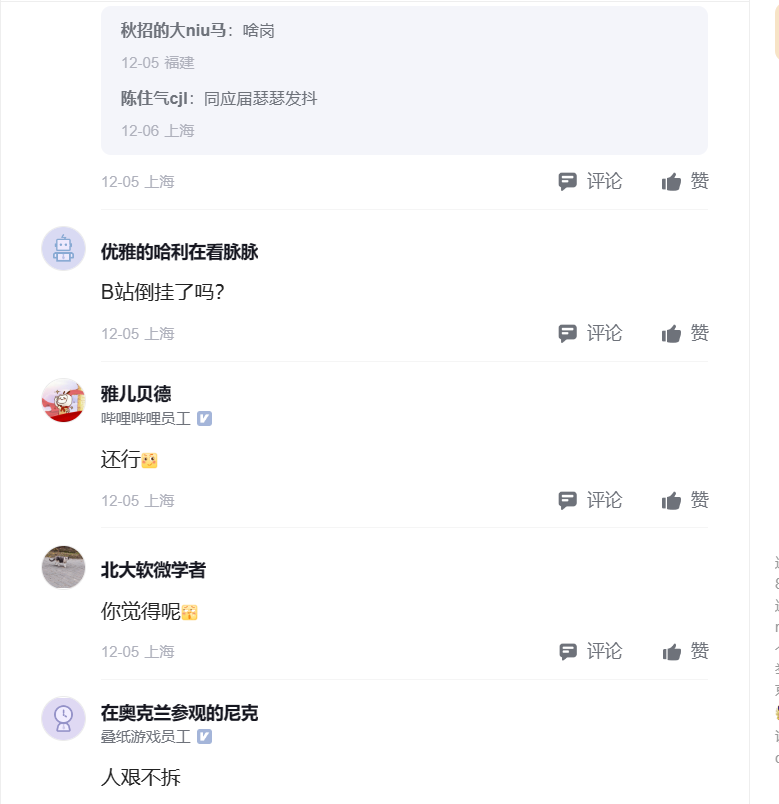 秋招的大niu马：啥岗
12-05 福建
陈住气cjl：同应届瑟瑟发抖
12-06 上海
12-05 上海 评论 赞
优雅的哈利在看脉脉
B站倒挂了吗？
12-05 上海 评论 赞
雅儿贝德
哔哩哔哩员工
还行
12-05 上海 评论 赞
北大软微学者
你觉得呢
12-05 上海 评论 赞
在奥克兰参观的尼克
叠纸游戏员工
人艰不拆